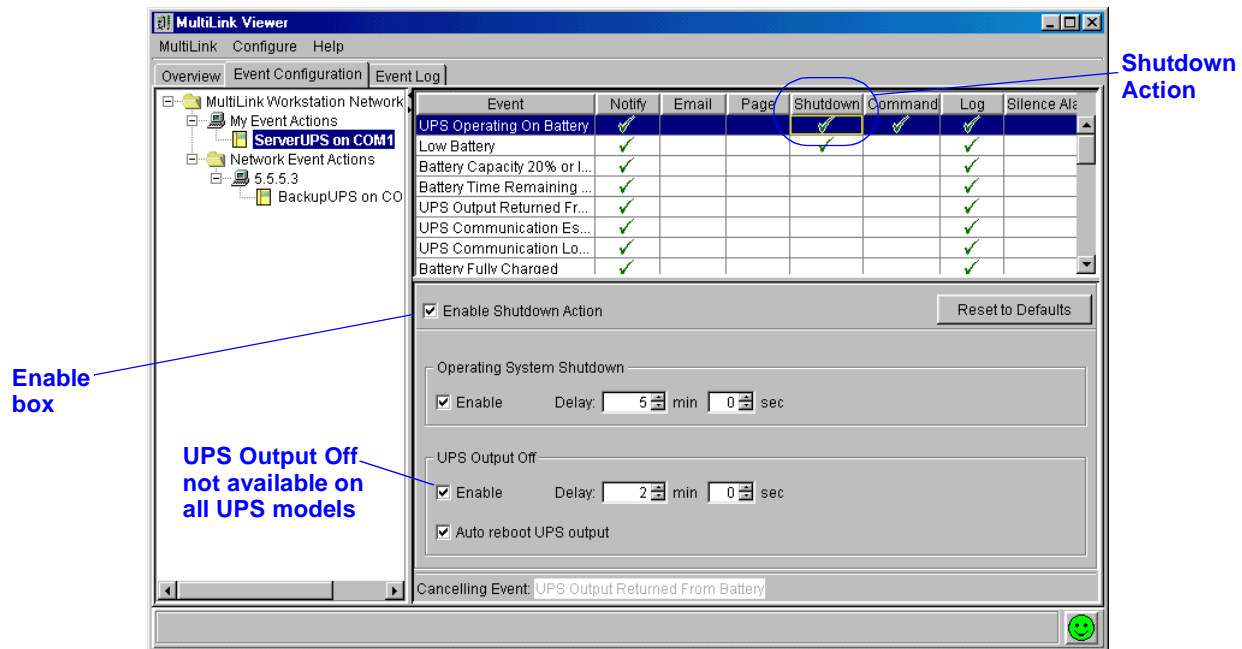 MultiLink Viewer
MultiLink Configure Help
Overview Event Configuration Event Log
MultiLink Workstation Network
My Event Actions
ServerUPS on COM1
Network Event Actions
5.5.5.3
BackupUPS on CO
Event Notify Email Page Shutdown Command Log Silence Ala
UPS Operating On Battery
Low Battery
Battery Capacity 20% or l...
Battery Time Remaining ...
UPS Output Returned Fr...
UPS Communication Es...
UPS Communication Lo...
Battery Fully Charged
Shutdown
Action
Enable Shutdown Action Reset to Defaults
Enable
box
Operating System Shutdown
Enable Delay: 5 min 0 sec
UPS Output Off
not available on
all UPS models
UPS Output Off
Enable Delay: 2 min 0 sec
Auto reboot UPS output
Cancelling Event: UPS Output Returned From Battery